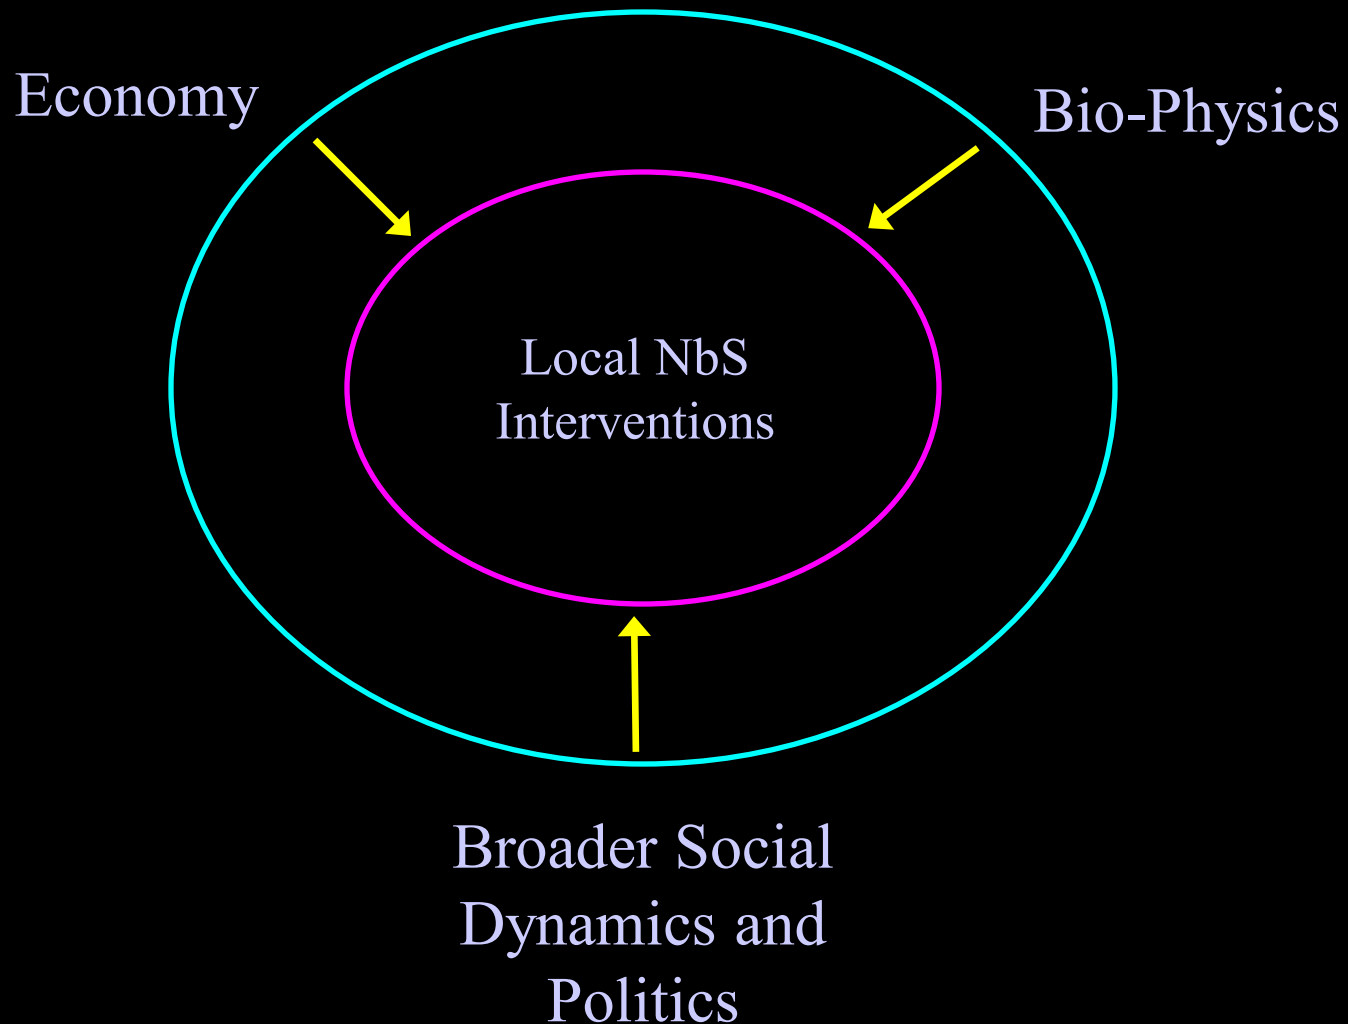 Economy
Bio-Physics
Local NbS
Interventions
Broader Social
Dynamics and
Politics